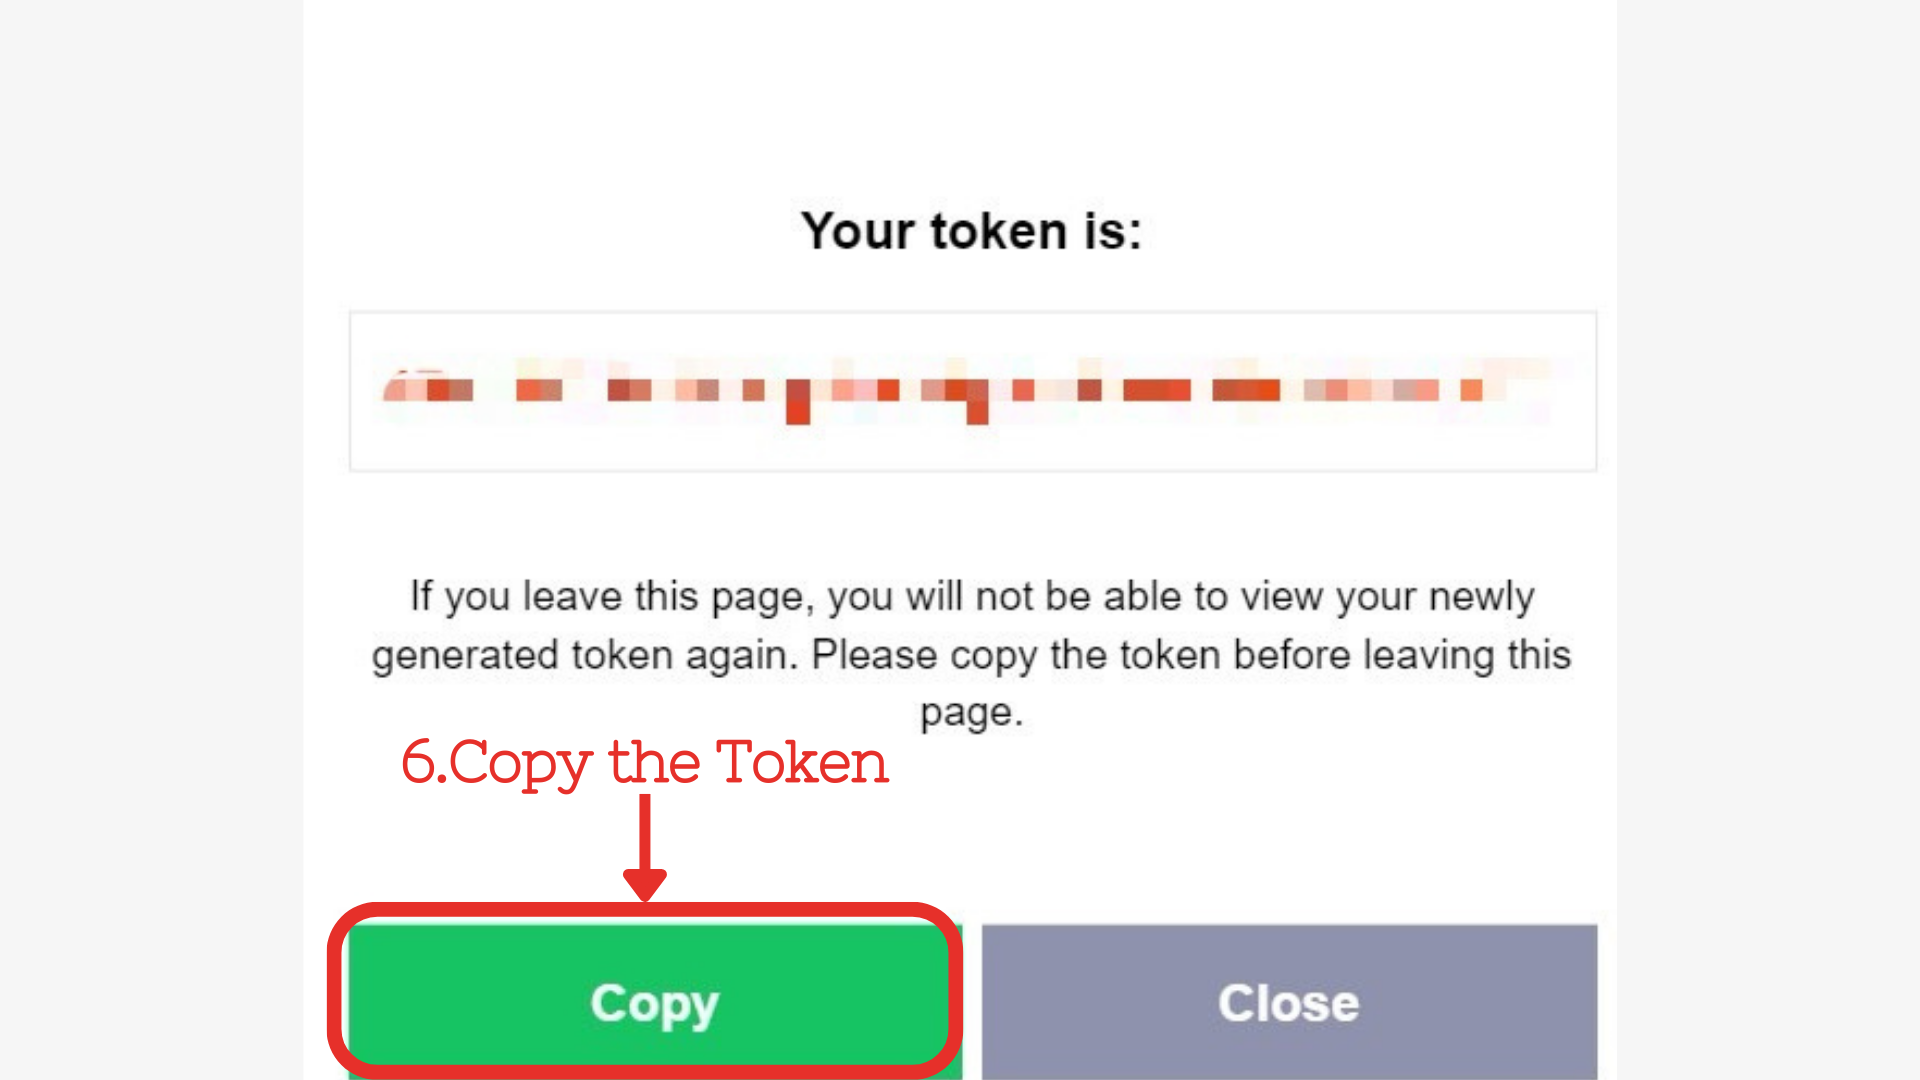 Your token is:
If you leave this page, you will not be able to view your newly
generated token again. Please copy the token before leaving this
page.
6.Copy the Token
Copy
Close